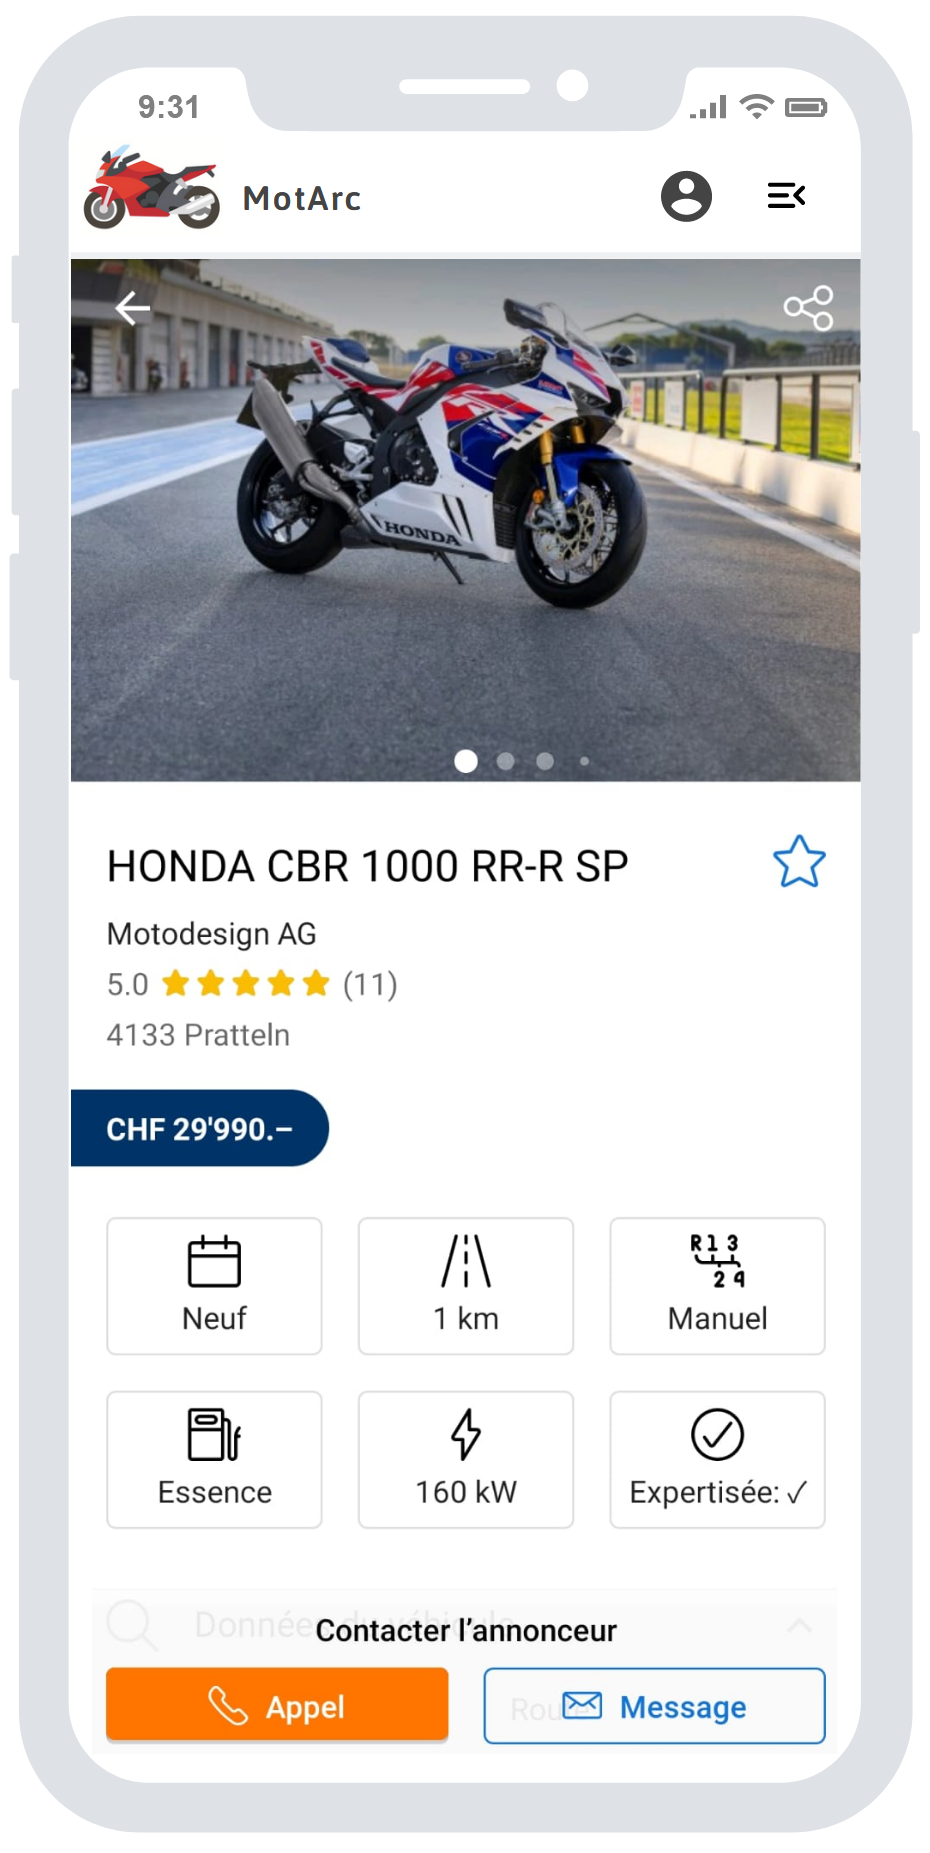 9:31
MotArc
HRC
HONDA
HONDA CBR 1000 RR-R SP
Motodesign AG
5.0 (11)
4133 Pratteln
CHF 29'990.–
Neuf
1 km
R 1 3
2 4
Manuel
Essence
160 kW
Expertisée: ✓
Données du véhicule
Contacter l’annonceur
Appel
Message